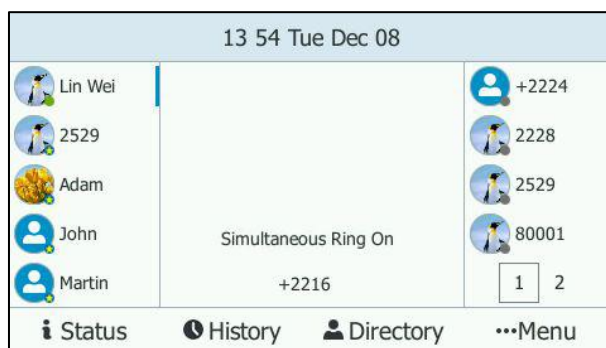 13 54 Tue Dec 08
Lin Wei
2529
Adam
John
Martin
Simultaneous Ring On
+2216
+2224
2228
2529
80001
1 2
Status History Directory Menu